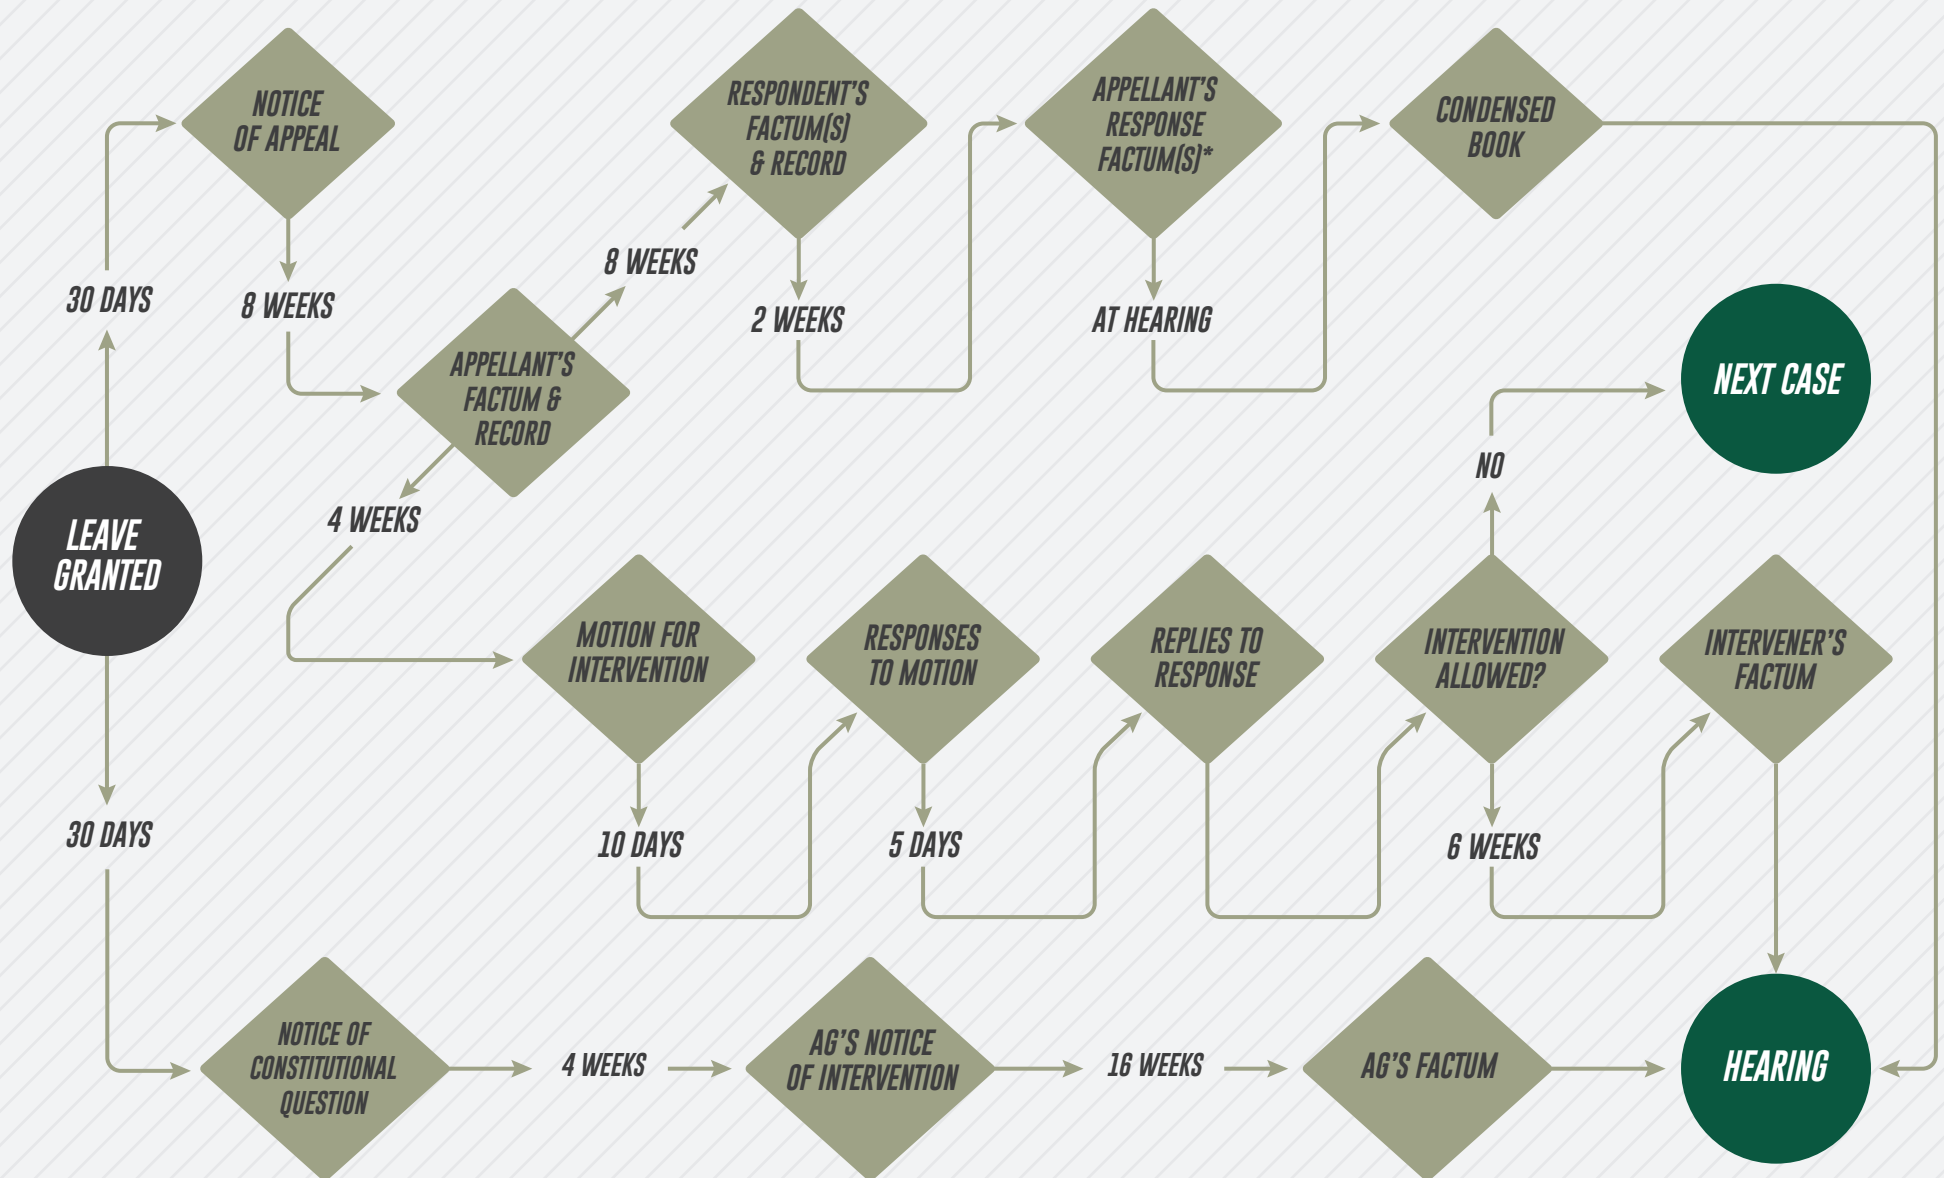 NOTICE
OF APPEAL
RESPONDENT'S
FACTUM(S)
& RECORD
APPELLANT'S
RESPONSE
FACTUM(S)*
CONDENSED
BOOK
30 DAYS
8 WEEKS
8 WEEKS
2 WEEKS
AT HEARING
APPELLANT'S
FACTUM &
RECORD
NEXT CASE
NO
4 WEEKS
LEAVE
GRANTED
MOTION FOR
INTERVENTION
RESPONSES
TO MOTION
REPLIES TO
RESPONSE
INTERVENTION
ALLOWED?
INTERVENER'S
FACTUM
30 DAYS
10 DAYS
5 DAYS
6 WEEKS
NOTICE OF
CONSTITUTIONAL
QUESTION
4 WEEKS
AG'S NOTICE
OF INTERVENTION
16 WEEKS
AG'S FACTUM
HEARING